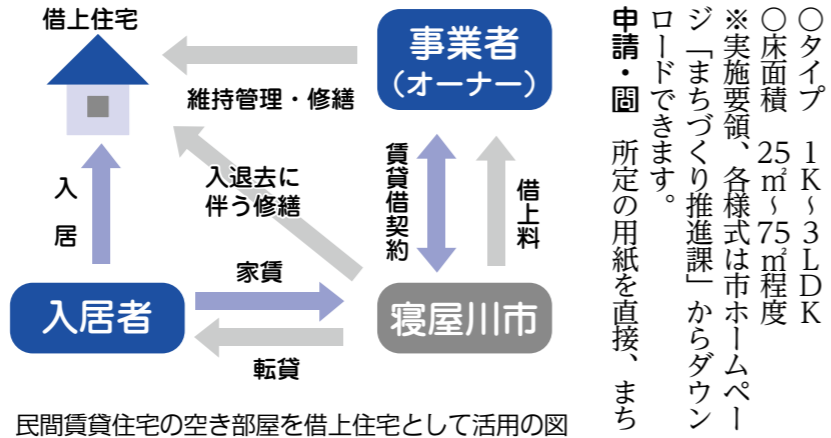 借上住宅
事業者
（オーナー）
維持管理・修繕
入居
入退去に
伴う修繕
賃貸借契約
借上料
家賃
入居者
寝屋川市
転貸
民間賃貸住宅の空き部屋を借上住宅として活用の図
○タイプ　1K～3LDK
○床面積　25㎡～75㎡程度
※実施要領、各様式は市ホームペー
ジ「まちづくり推進課」からダウン
ロードできます。
申請・問　所定の用紙を直接、まち